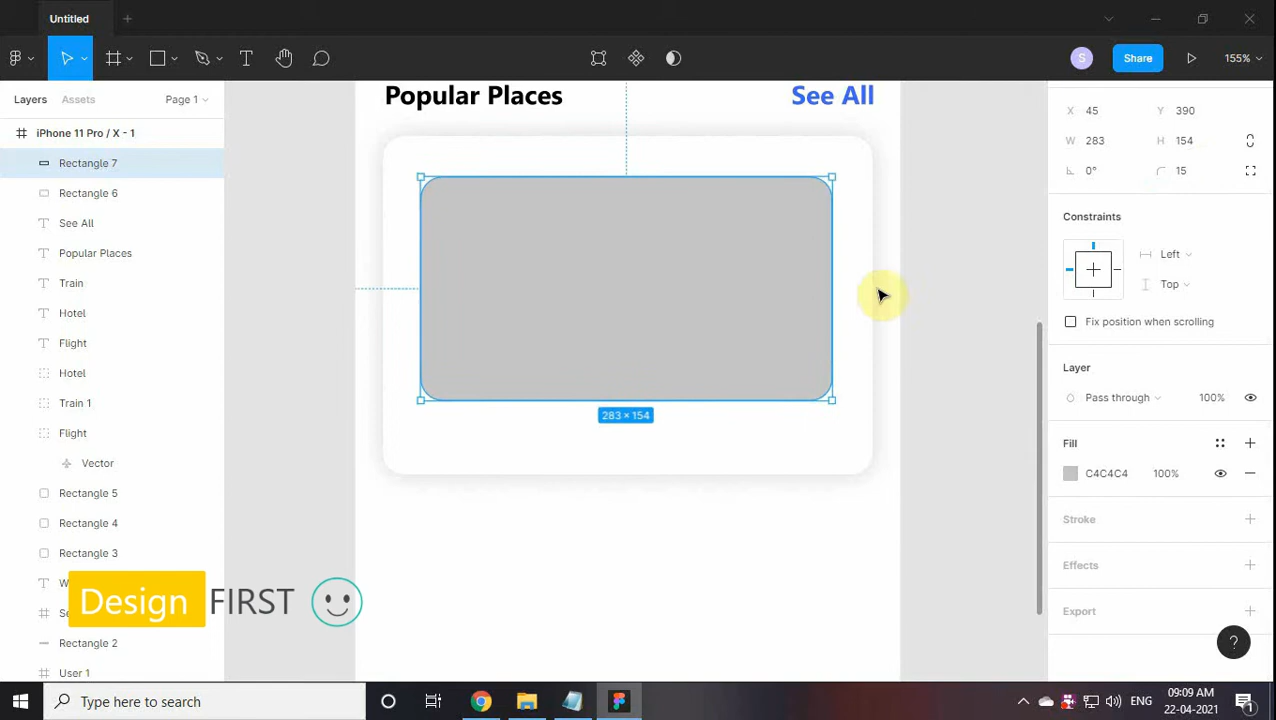 Untitled
Share
155%
Layers
Assets
Page 1
iPhone 11 Pro / X - 1
Rectangle 7
Rectangle 6
See All
Popular Places
Train
Hotel
Flight
Hotel
Train 1
Flight
Vector
Rectangle 5
Rectangle 4
Rectangle 3
W
Se
Rectangle 2
User 1
Design FIRST
Popular Places
See All
283 × 154
X 45 Y 390
W 283 H 154
0° 15
Constraints
Left
Top
Fix position when scrolling
Layer
Pass through 100%
Fill
C4C4C4 100%
Stroke
Effects
Export
?
S
Type here to search
ENG
09:09 AM
22-04-2021
1